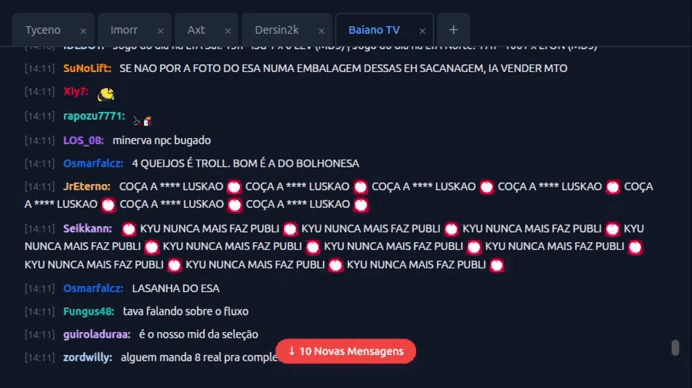 Tyceno × Imorr × Axt × Dersin2k × Baiano TV × +
[14:11] SuNoLift: SE NAO POR A FOTO DO ESA NUMA EMBALAGEM DESSAS EH SACANAGEM, IA VENDER MTO
[14:11] Xiy7:
[14:11] rapozu7771:
[14:11] LOS_08: minerva npc bugado
[14:11] Osmarfalcz: 4 QUEIJOS É TROLL. BOM É A DO BOLHONESA
[14:11] JrEterno: COÇA A **** LUSKAO COÇA A **** LUSKAO COÇA A **** LUSKAO COÇA A **** LUSKAO COÇA
A **** LUSKAO COÇA A **** LUSKAO COÇA A **** LUSKAO
[14:11] Seikkann: KYU NUNCA MAIS FAZ PUBLI KYU NUNCA MAIS FAZ PUBLI KYU NUNCA MAIS FAZ PUBLI KYU
NUNCA MAIS FAZ PUBLI KYU NUNCA MAIS FAZ PUBLI KYU NUNCA MAIS FAZ PUBLI KYU NUNCA MAIS FAZ PUBLI
KYU NUNCA MAIS FAZ PUBLI KYU NUNCA MAIS FAZ PUBLI KYU NUNCA MAIS FAZ PUBLI
[14:11] Osmarfalcz: LASANHA DO ESA
[14:11] Fungus48: tava falando sobre o fluxo
[14:11] guiroladuraa: é o nosso mid da seleção
[14:11] zordwilly: alguem manda 8 real pra comple
↓ 10 Novas Mensagens